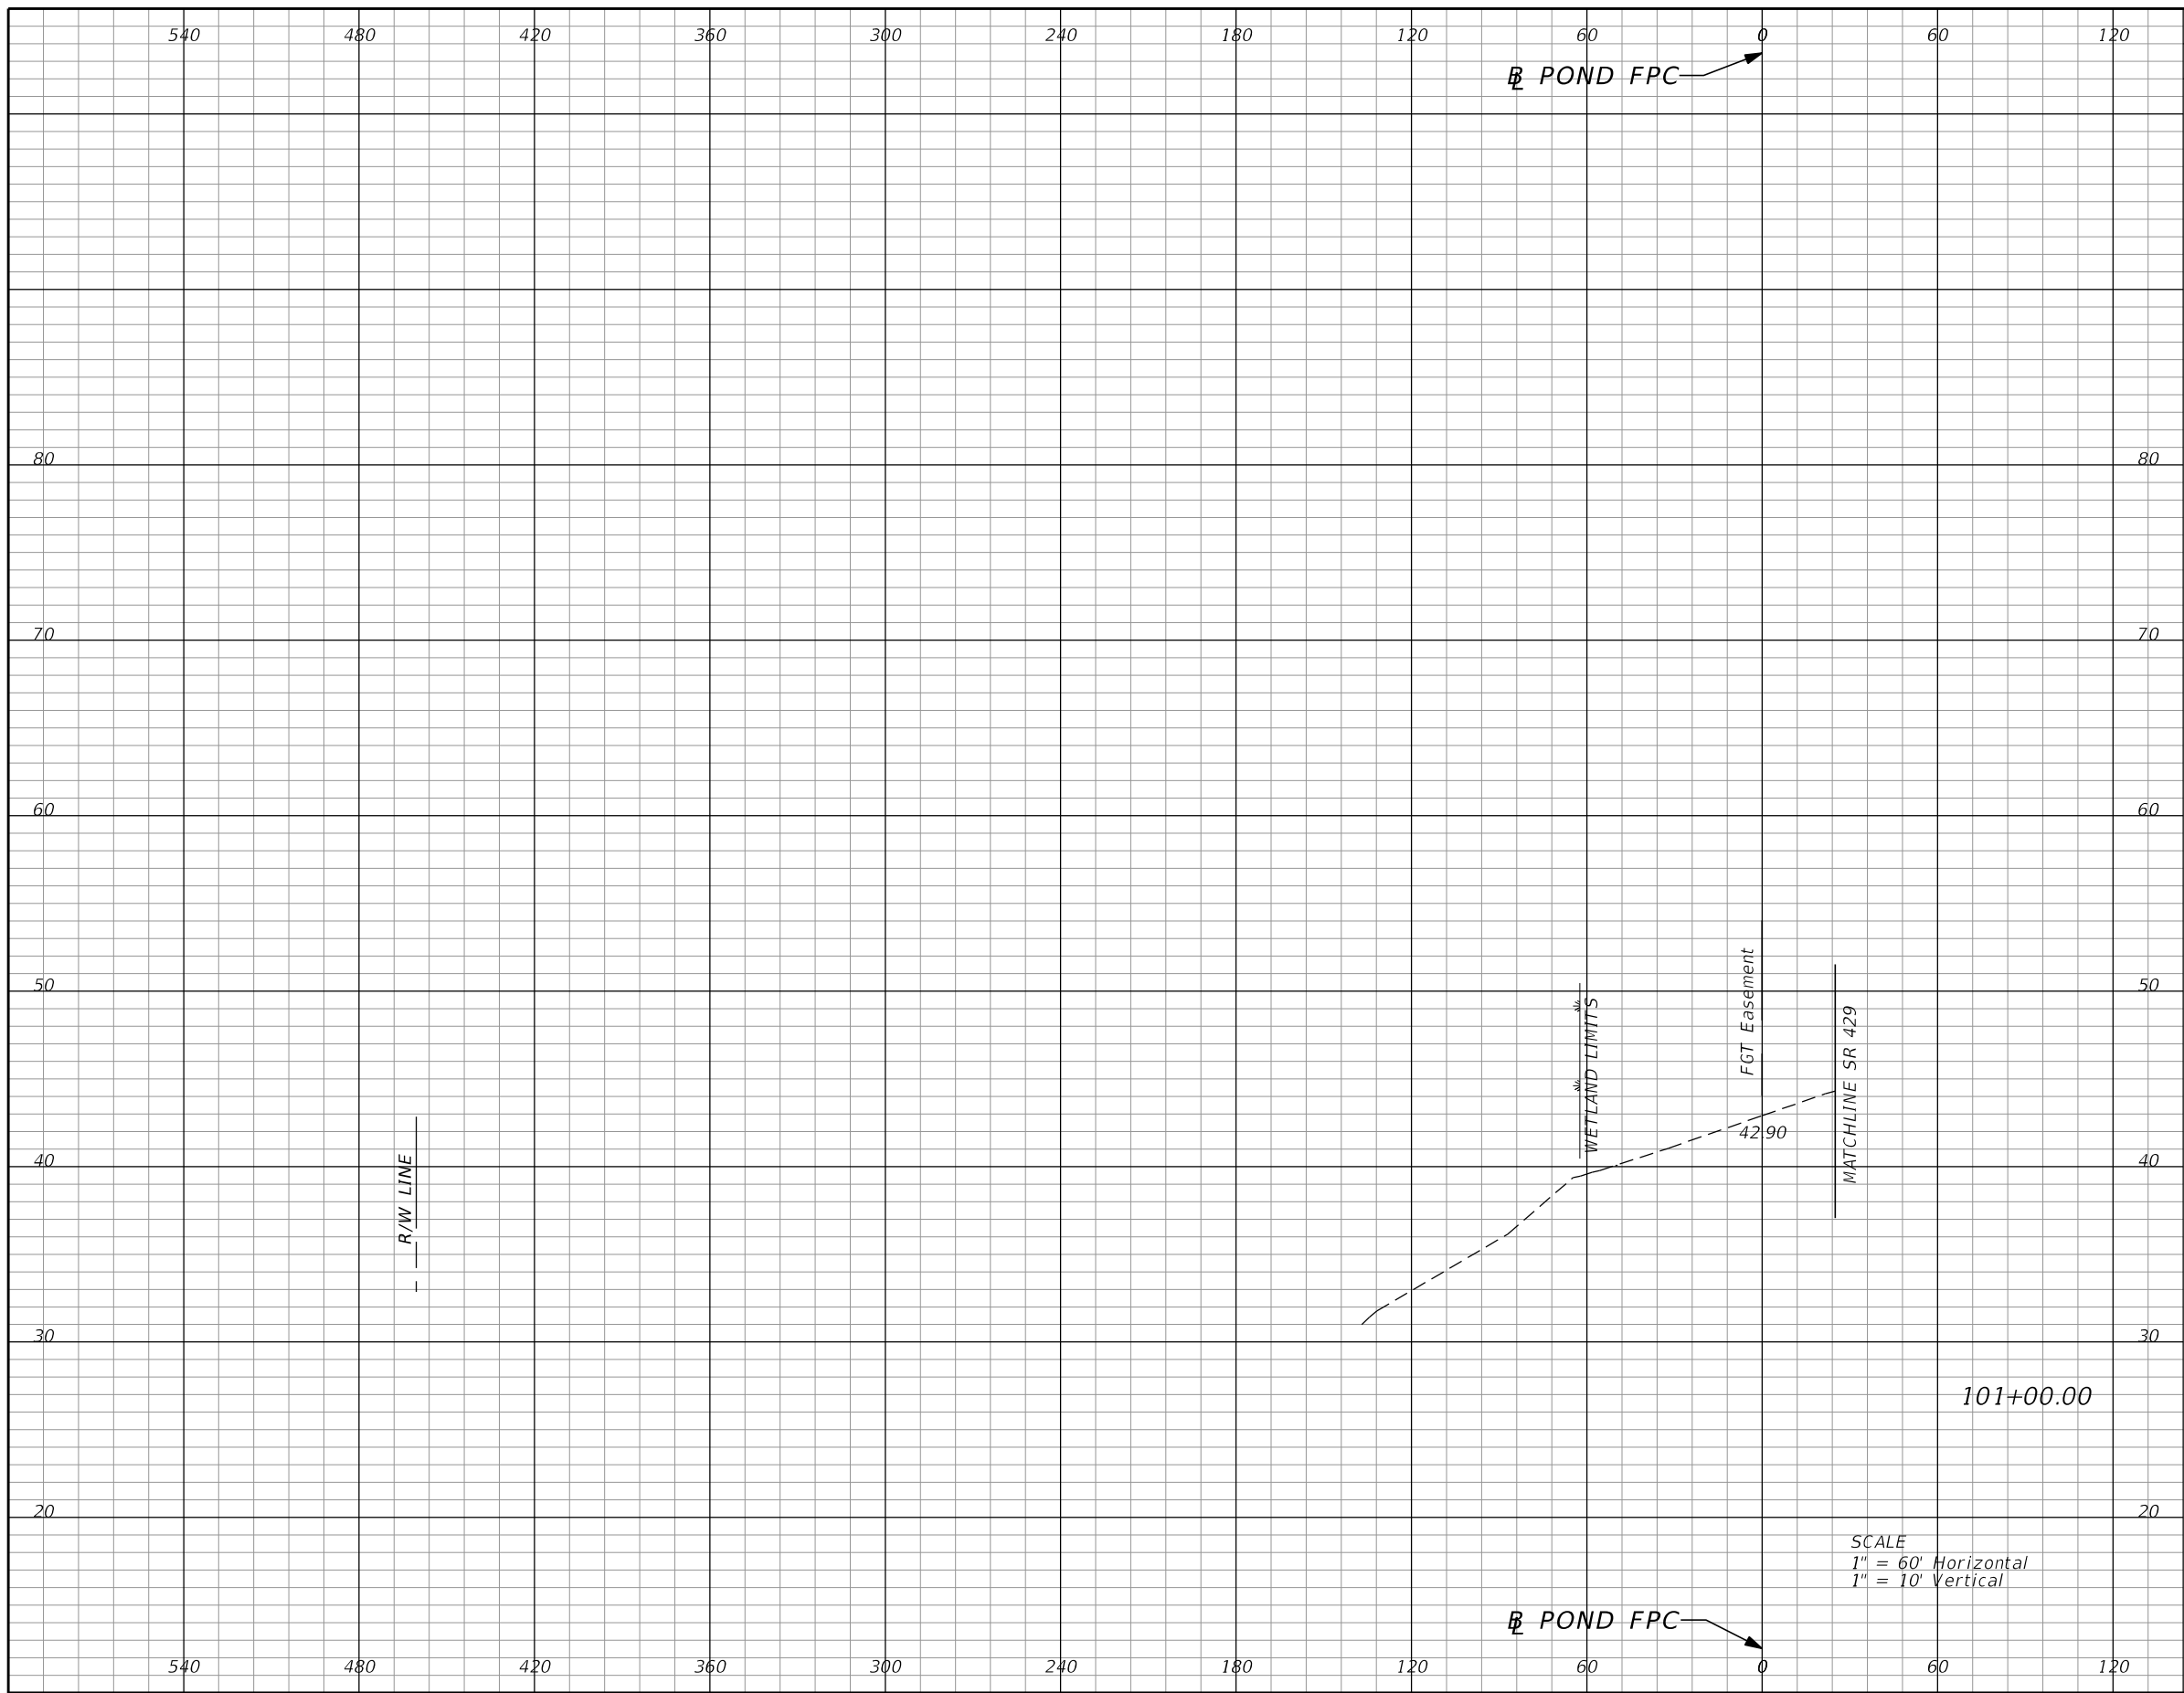 540 480 420 360 300 240 180 120 60 0 60 120
BL POND FPC
80 80
70 70
60 60
50 50
FGT Easement
WETLAND LIMITS
MATCHLINE SR 429
42.90
40 40
R/W LINE
30 30
101+00.00
20 20
SCALE
1" = 60' Horizontal
1" = 10' Vertical
BL POND FPC
540 480 420 360 300 240 180 120 60 0 60 120